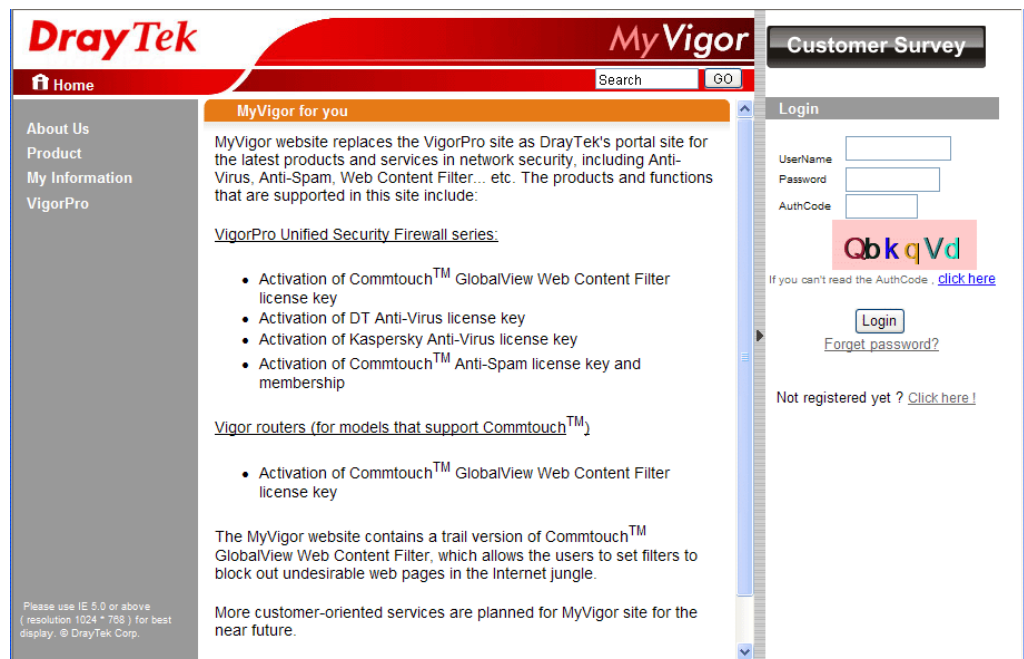 DrayTek
MyVigor
Customer Survey
Home
Search
GO
About Us
Product
My Information
VigorPro
Please use IE 5.0 or above
( resolution 1024 * 768 ) for best
display. © DrayTek Corp.
MyVigor for you
MyVigor website replaces the VigorPro site as DrayTek's portal site for
the latest products and services in network security, including Anti-
Virus, Anti-Spam, Web Content Filter... etc. The products and functions
that are supported in this site include:
VigorPro Unified Security Firewall series:
• Activation of Commtouch™ GlobalView Web Content Filter
license key
• Activation of DT Anti-Virus license key
• Activation of Kaspersky Anti-Virus license key
• Activation of Commtouch™ Anti-Spam license key and
membership
Vigor routers (for models that support Commtouch™)
• Activation of Commtouch™ GlobalView Web Content Filter
license key
The MyVigor website contains a trail version of Commtouch™
GlobalView Web Content Filter, which allows the users to set filters to
block out undesirable web pages in the Internet jungle.
More customer-oriented services are planned for MyVigor site for the
near future.
Login
UserName
Password
AuthCode
QbkqVd
If you can't read the AuthCode , click here
Login
Forget password?
Not registered yet ? Click here !